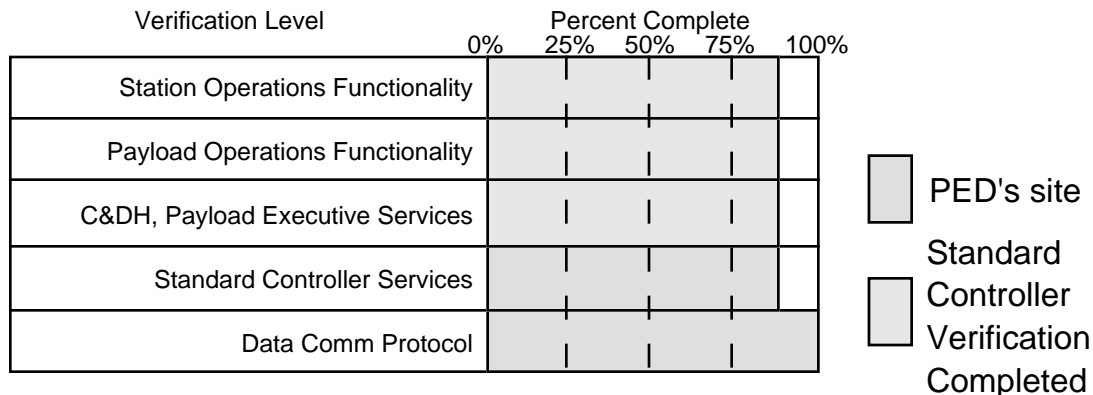 Verification Level Percent Complete
0% 25% 50% 75% 100%
Station Operations Functionality
Payload Operations Functionality
C&DH, Payload Executive Services
Standard Controller Services
Data Comm Protocol
PED's site
Standard
Controller
Verification
Completed